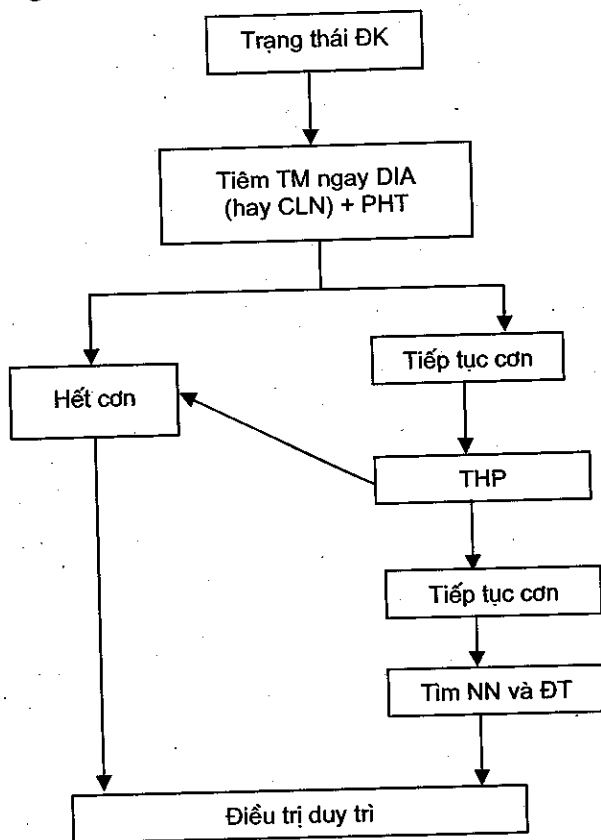 Trạng thái ĐK
Tiêm TM ngay DIA
(hay CLN) + PHT
Tiếp tục cơn
Hết cơn
THP
Tiếp tục cơn
Tìm NN và ĐT
Điều trị duy trì